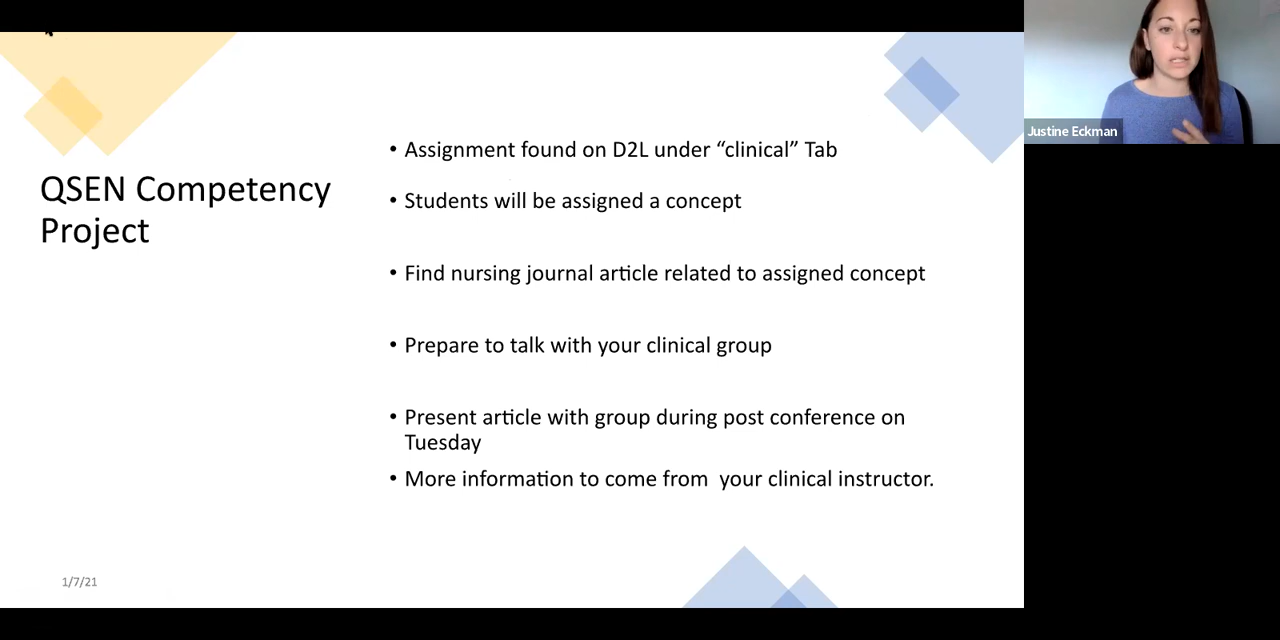 QSEN Competency
Project
• Assignment found on D2L under “clinical” Tab
• Students will be assigned a concept
• Find nursing journal article related to assigned concept
• Prepare to talk with your clinical group
• Present article with group during post conference on
Tuesday
• More information to come from  your clinical instructor.
1/7/21
Justine Eckman